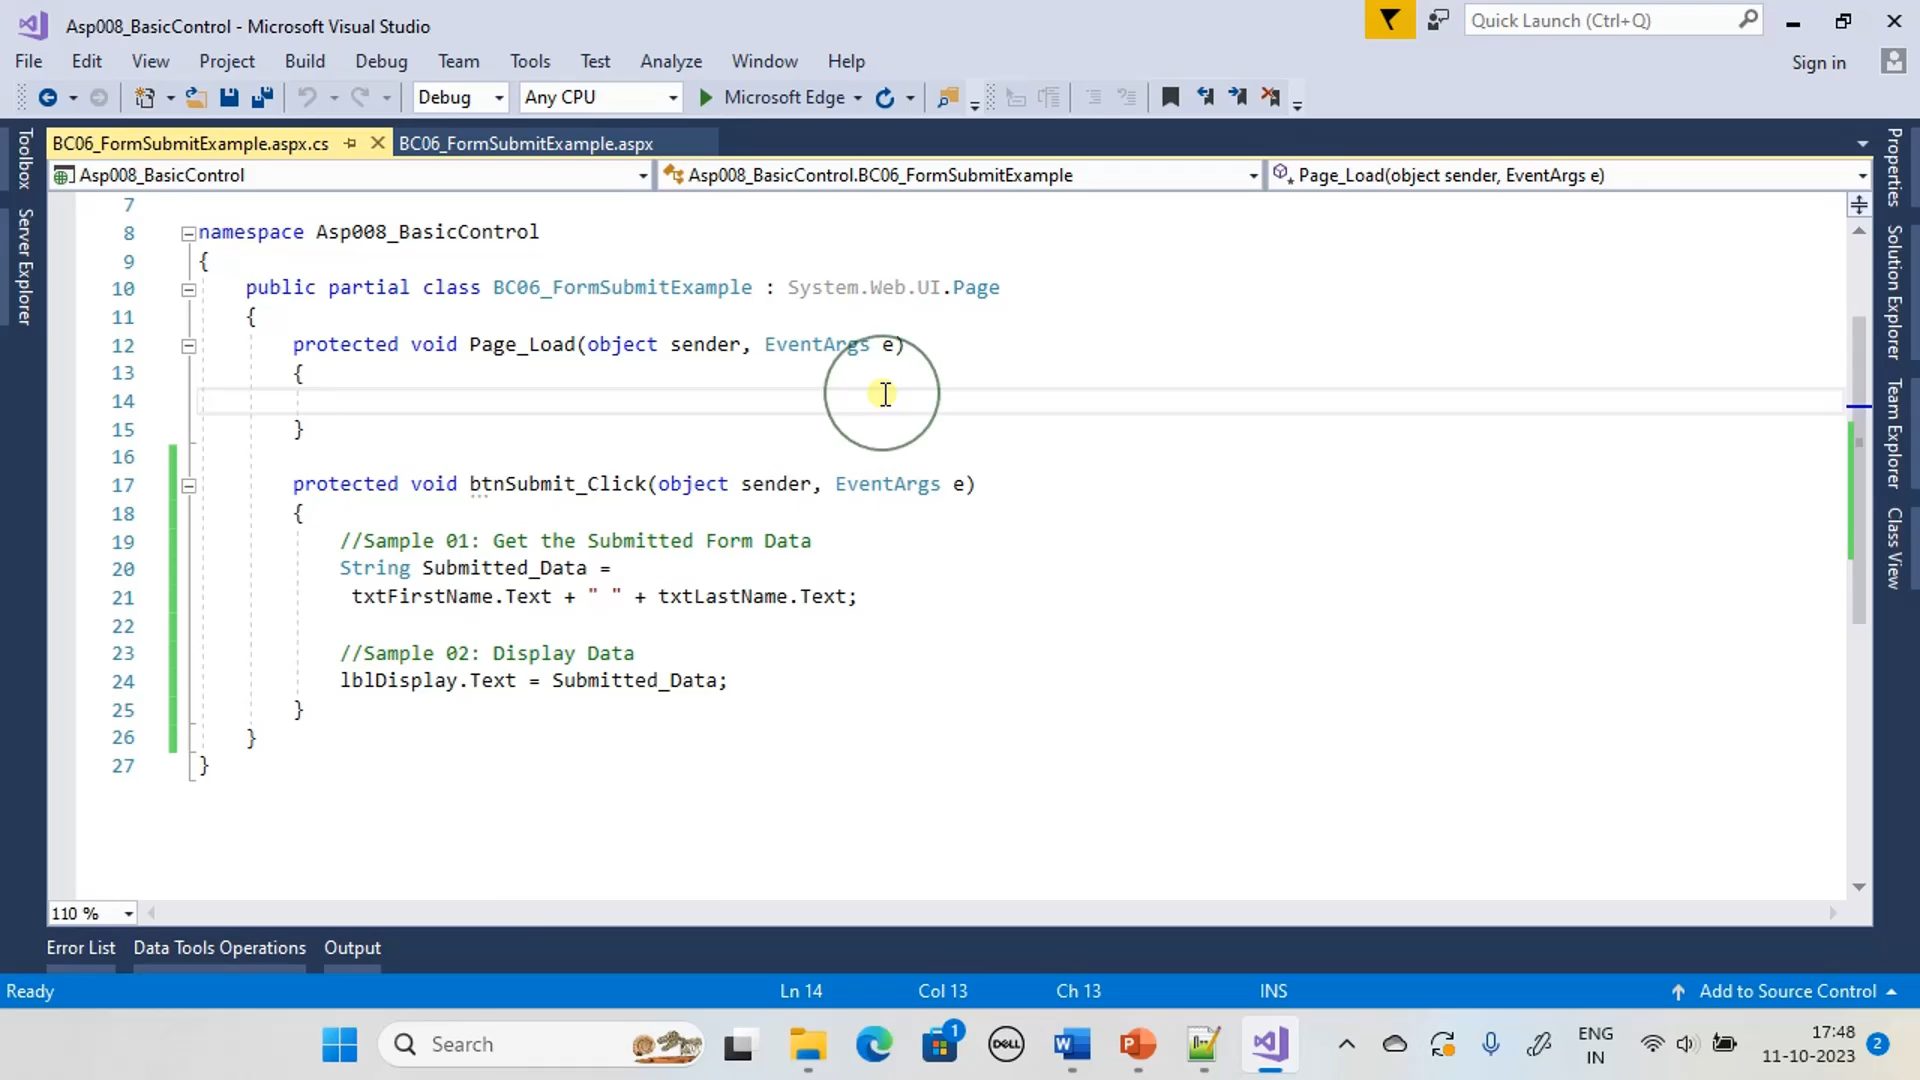 Asp008_BasicControl - Microsoft Visual Studio
Quick Launch (Ctrl+Q)
File Edit View Project Build Debug Team Tools Test Analyze Window Help
Sign in
Debug Any CPU Microsoft Edge
BC06_FormSubmitExample.aspx.cs BC06_FormSubmitExample.aspx
Asp008_BasicControl Asp008_BasicControl.BC06_FormSubmitExample Page_Load(object sender, EventArgs e)
Toolbox
Server Explorer
Properties
Solution Explorer
Team Explorer
Class View
7
8 namespace Asp008_BasicControl
9 {
10 public partial class BC06_FormSubmitExample : System.Web.UI.Page
11 {
12 protected void Page_Load(object sender, EventArgs e)
13 {
14
15 }
16
17 protected void btnSubmit_Click(object sender, EventArgs e)
18 {
19 //Sample 01: Get the Submitted Form Data
20 String Submitted_Data =
21 txtFirstName.Text + " " + txtLastName.Text;
22
23 //Sample 02: Display Data
24 lblDisplay.Text = Submitted_Data;
25 }
26 }
27 }
110 %
Error List Data Tools Operations Output
Ready Ln 14 Col 13 Ch 13 INS Add to Source Control
Search
1
DELL
ENG
IN
17:48
11-10-2023
2